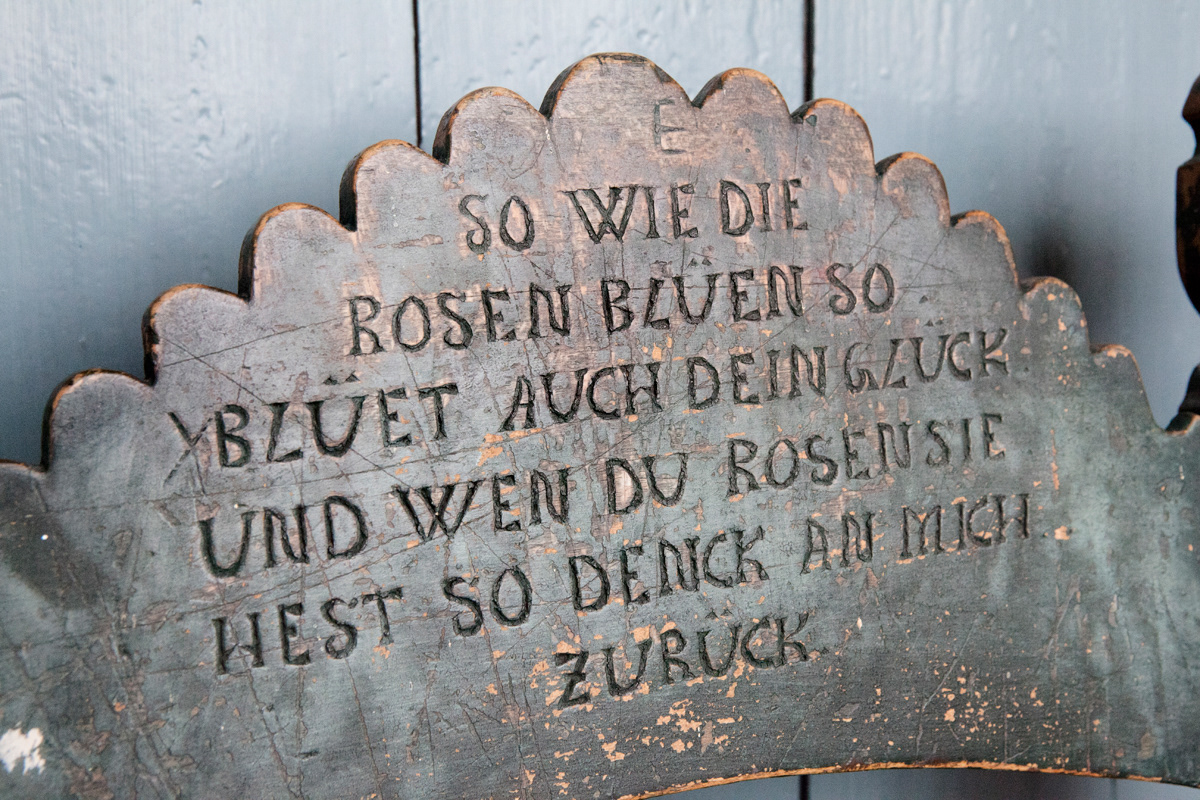 E
SO WIE DIE
ROSEN BLÜEN SO
BLÜET AUCH DEIN GLÜCK
UND WEN DU ROSEN SIE
HEST SO DENCK AN MICH
ZURÜCK.